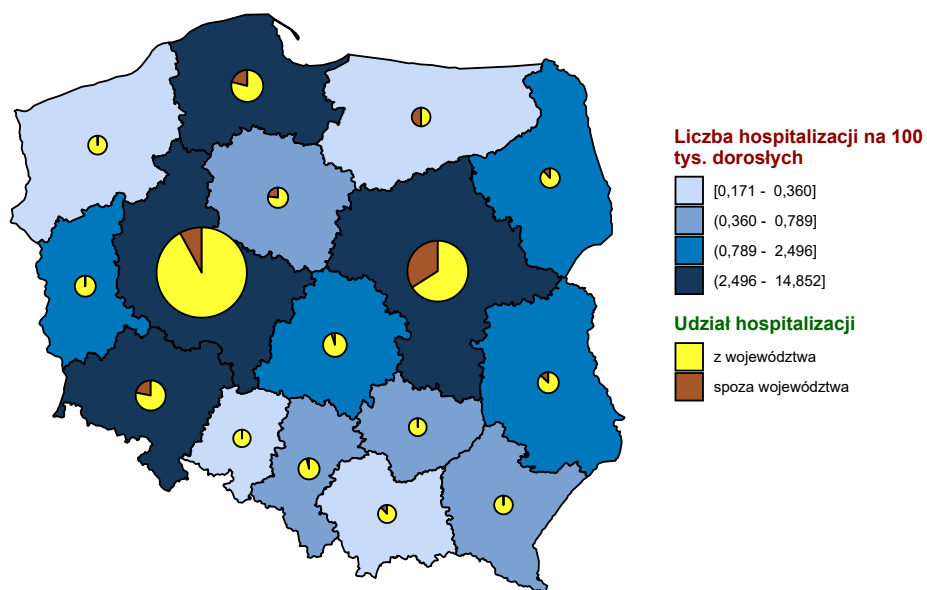 Liczba hospitalizacji na 100
tys. dorosłych
[0,171 - 0,360]
(0,360 - 0,789]
(0,789 - 2,496]
(2,496 - 14,852]
Udział hospitalizacji
z województwa
spoza województwa